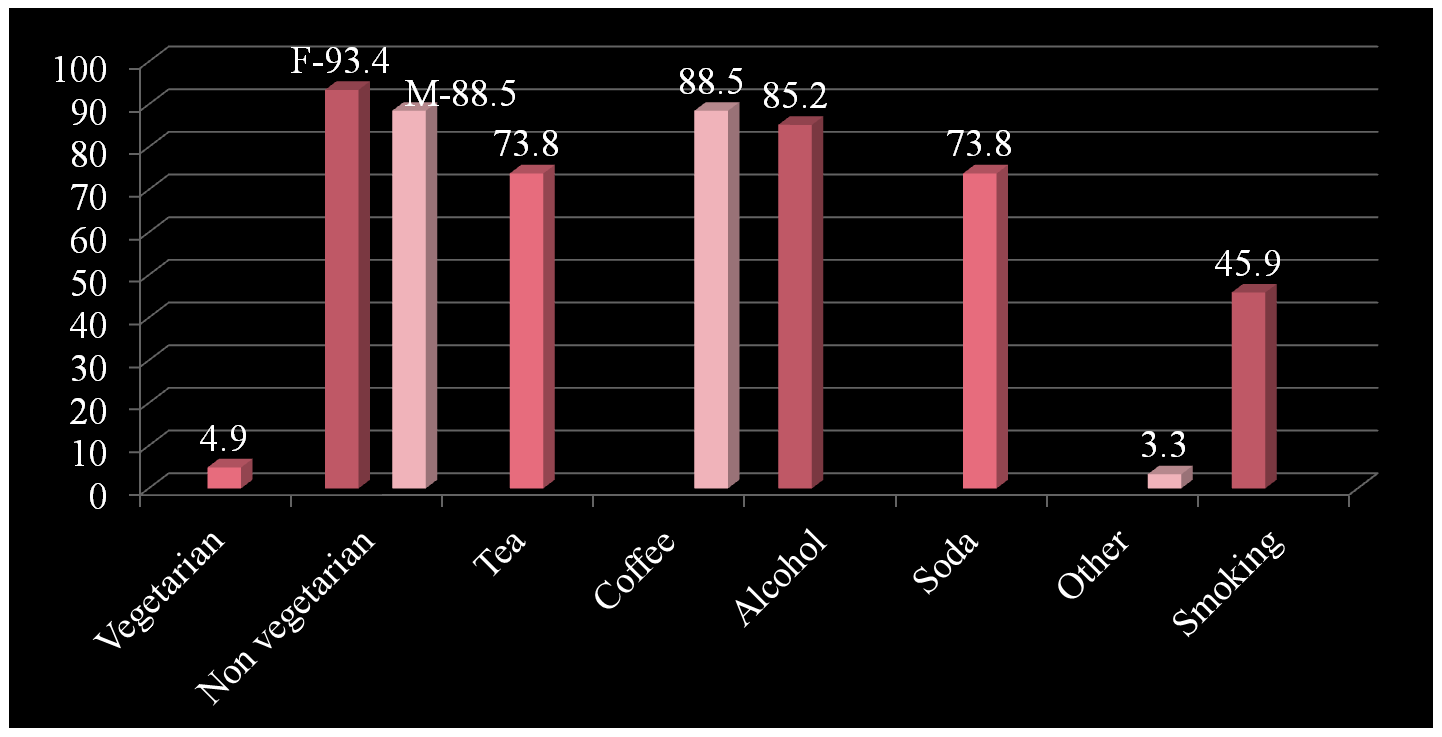 100
90
80
70
60
50
40
30
20
10
0
4.9
F-93.4
M-88.5
73.8
88.5
85.2
73.8
3.3
45.9
Vegetarian
Non vegetarian
Tea
Coffee
Alcohol
Soda
Other
Smoking